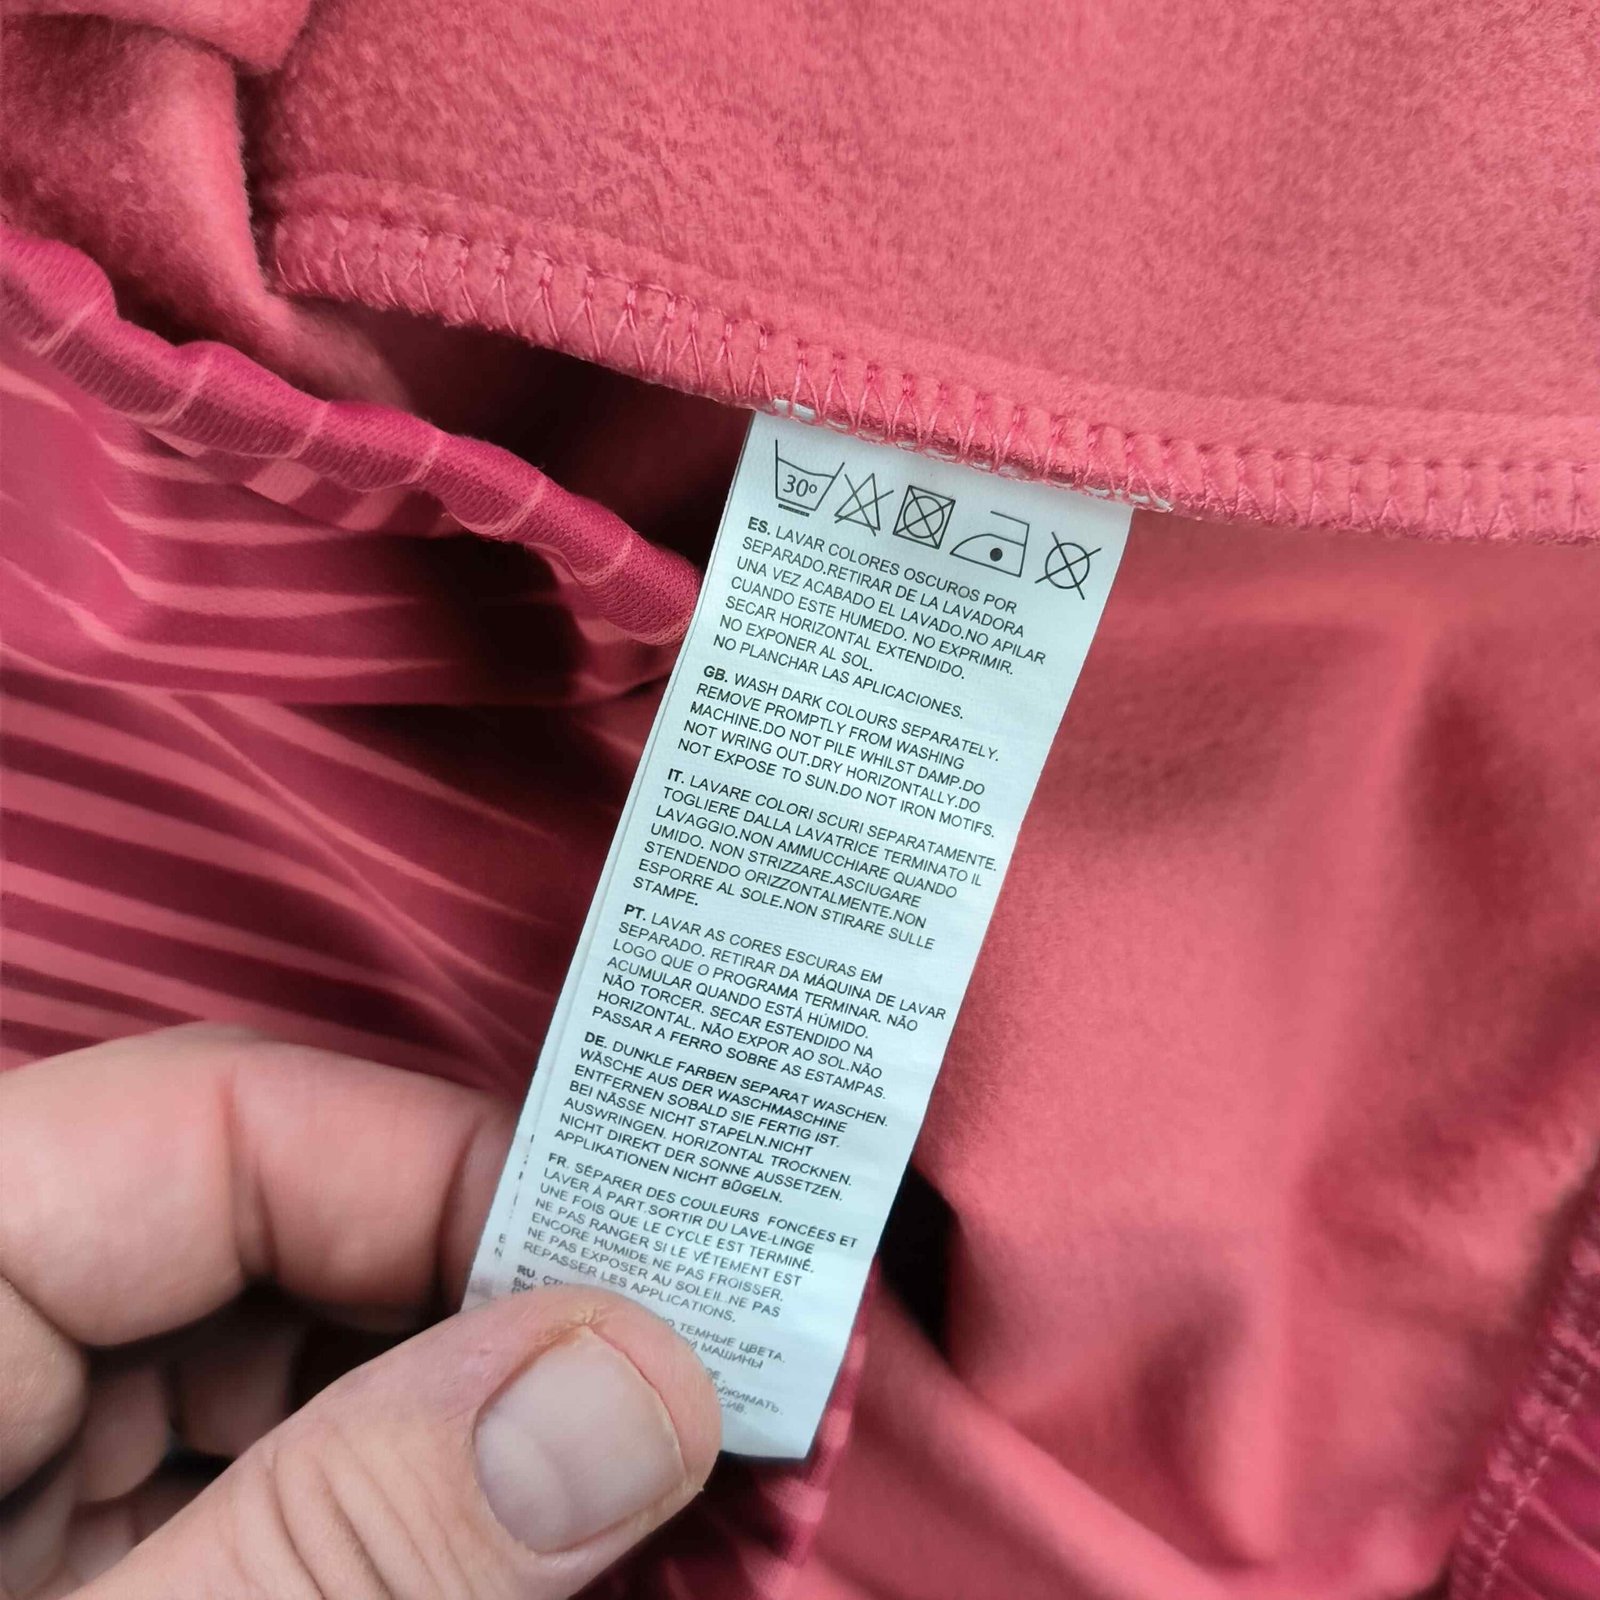 30°
ES. LAVAR COLORES OSCUROS POR
SEPARADO.RETIRAR DE LA LAVADORA
UNA VEZ ACABADO EL LAVADO.NO APILAR
CUANDO ESTE HUMEDO. NO EXPRIMIR.
SECAR HORIZONTAL EXTENDIDO.
NO EXPONER AL SOL.
NO PLANCHAR LAS APLICACIONES.
GB. WASH DARK COLOURS SEPARATELY.
REMOVE PROMPTLY FROM WASHING
MACHINE.DO NOT PILE WHILST DAMP.DO
NOT WRING OUT.DRY HORIZONTALLY.DO
NOT EXPOSE TO SUN.DO NOT IRON MOTIFS.
IT. LAVARE COLORI SCURI SEPARATAMENTE.
TOGLIERE DALLA LAVATRICE TERMINATO IL
LAVAGGIO.NON AMMUCCHIARE QUANDO
UMIDO. NON STRIZZARE,ASCIUGARE
STENDENDO ORIZZONTALMENTE.NON
ESPORRE AL SOLE.NON STIRARE SULLE
STAMPE.
PT. LAVAR AS CORES ESCURAS EM
SEPARADO. RETIRAR DA MÁQUINA DE LAVAR
LOGO QUE O PROGRAMA TERMINAR. NÃO
ACUMULAR QUANDO ESTÁ HÚMIDO.
NÃO TORCER. SECAR ESTENDIDO NA
HORIZONTAL. NÃO EXPOR AO SOL.NÃO
PASSAR A FERRO SOBRE AS ESTAMPAS.
DE. DUNKLE FARBEN SEPARAT WASCHEN.
WÄSCHE AUS DER WASCHMASCHINE
ENTFERNEN SOBALD SIE FERTIG IST.
BEI NÄSSE NICHT STAPELN.NICHT
AUSWRINGEN. HORIZONTAL TROCKNEN.
NICHT DIREKT DER SONNE AUSSETZEN.
APPLIKATIONEN NICHT BÜGELN.
FR. SÉPARER DES COULEURS FONCÉES ET
LAVER À PART.SORTIR DU LAVE-LINGE
UNE FOIS QUE LE CYCLE EST TERMINÉ.
NE PAS RANGER SI LE VÊTEMENT EST
ENCORE HUMIDE NE PAS FROISSER.
NE PAS EXPOSER AU SOLEIL.NE PAS
REPASSER LES APPLICATIONS.
RU. ТЕМНЫЕ ЦВЕТА.
МАШИНЫ